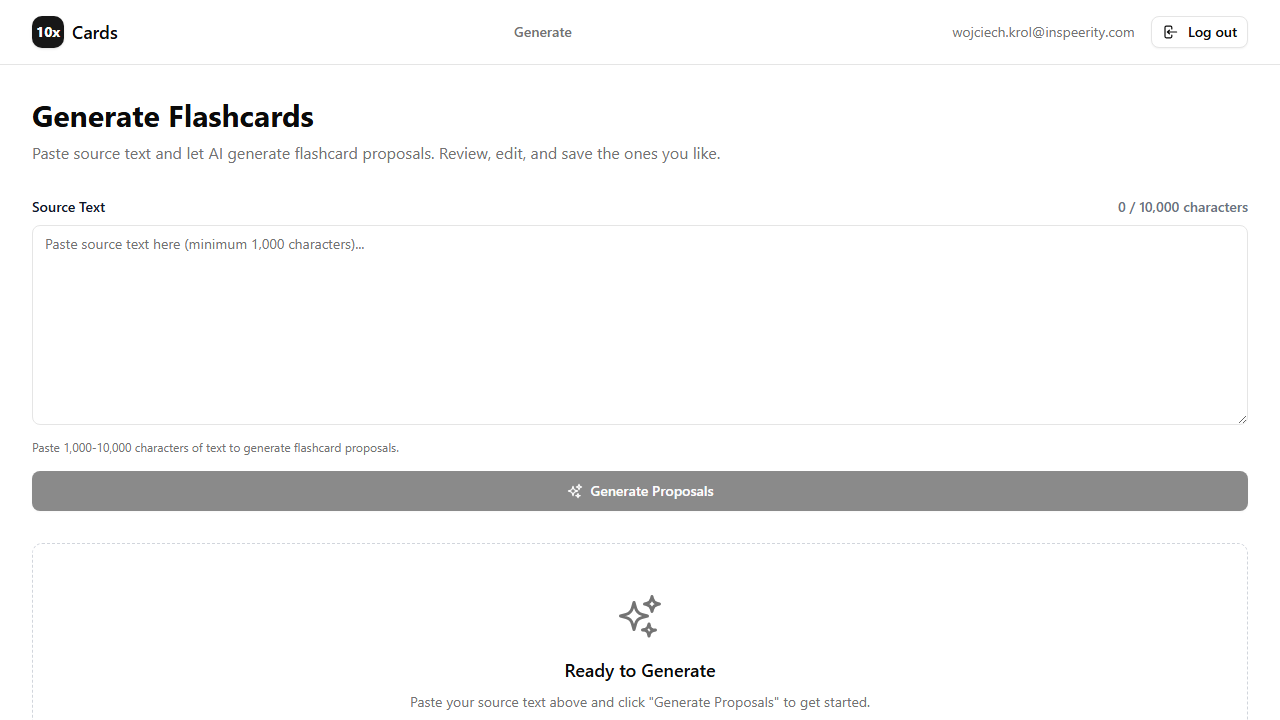 10x Cards
Generate
wojciech.krol@inspeerity.com
Log out
Generate Flashcards
Paste source text and let AI generate flashcard proposals. Review, edit, and save the ones you like.
Source Text
0 / 10,000 characters
Paste source text here (minimum 1,000 characters)...
Paste 1,000-10,000 characters of text to generate flashcard proposals.
Generate Proposals
Ready to Generate
Paste your source text above and click "Generate Proposals" to get started.